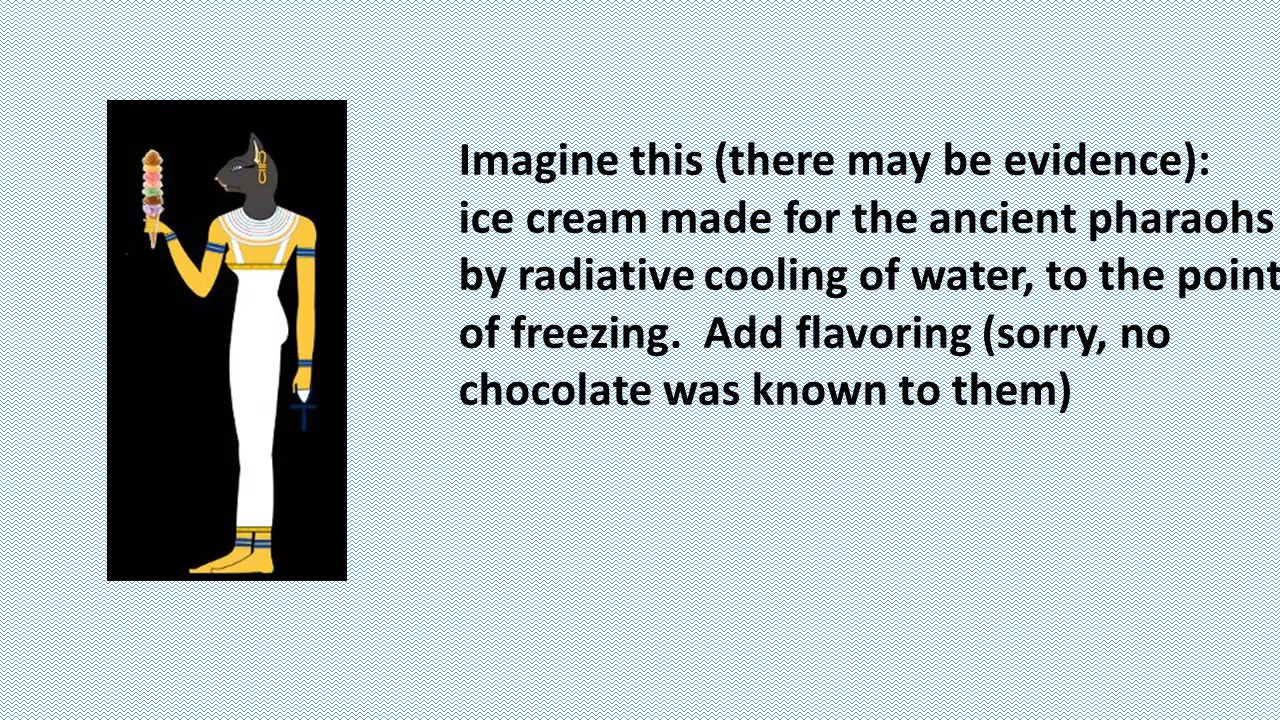 Imagine this (there may be evidence):
ice cream made for the ancient pharaohs
by radiative cooling of water, to the point
of freezing.  Add flavoring (sorry, no
chocolate was known to them)